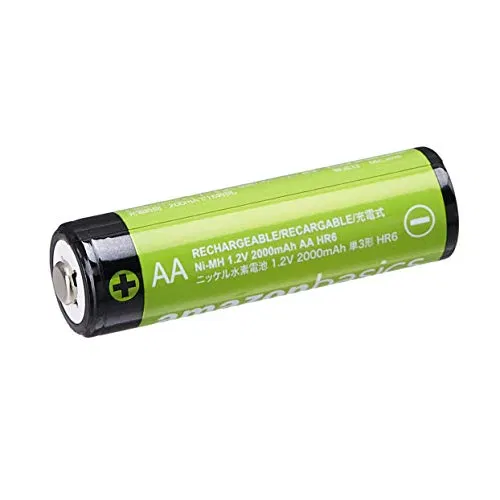 AA
RECHARGEABLE/RECARGABLE/充電式
Ni-MH 1.2V 2000mAh AA HR6
ニッケル水素電池 1.2V 2000mAh 単3形 HR6
amazonbasics